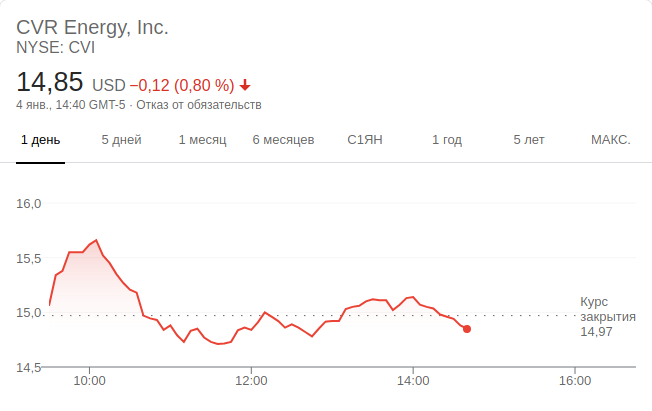 CVR Energy, Inc.
NYSE: CVI
14,85 USD −0,12 (0,80 %)
4 янв., 14:40 GMT-5 · Отказ от обязательств
1 день 5 дней 1 месяц 6 месяцев С1ЯН 1 год 5 лет МАКС.
16,0
15,5
15,0
14,5
Курс
закрытия
14,97
10:00 12:00 14:00 16:00